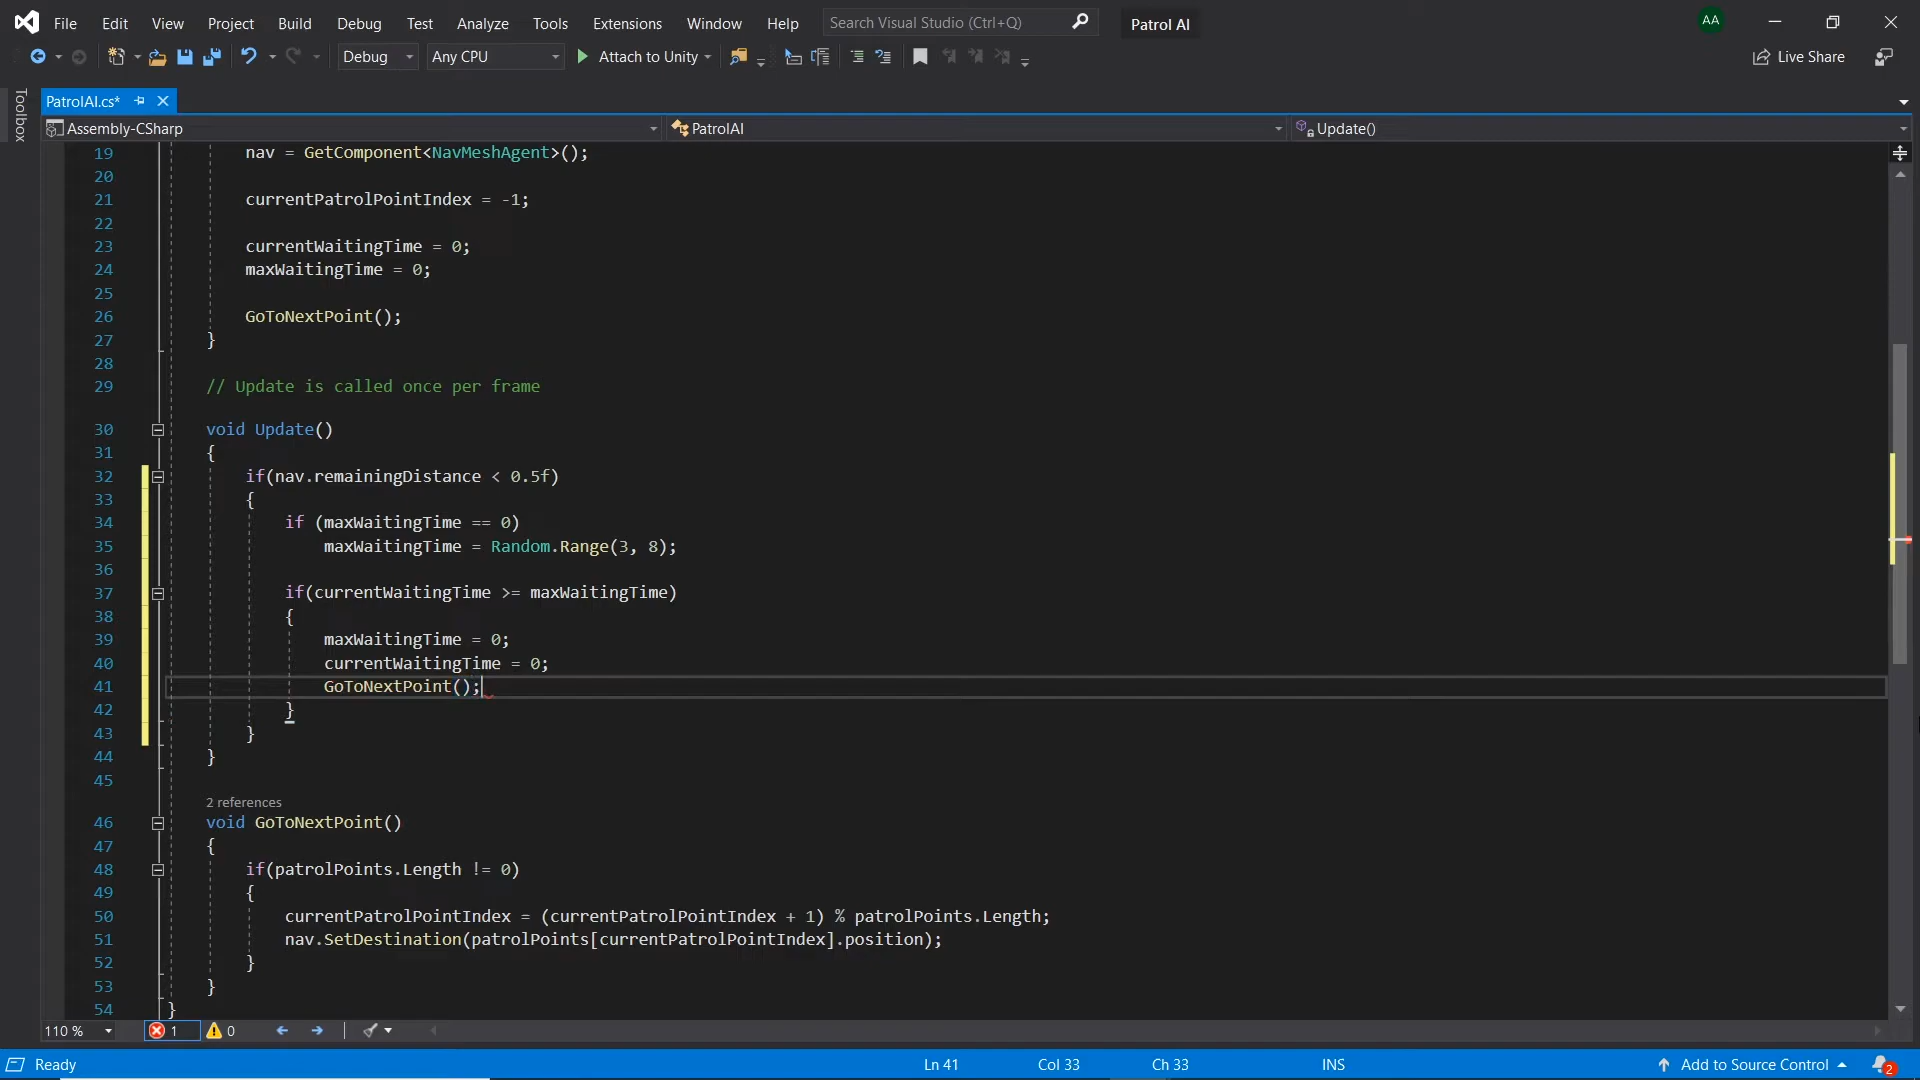 File Edit View Project Build Debug Test Analyze Tools Extensions Window Help Search Visual Studio (Ctrl+Q) Patrol AI AA
Debug Any CPU Attach to Unity Live Share
Toolbox
PatrolAI.cs*
Assembly-CSharp PatrolAI Update()
19 nav = GetComponent<NavMeshAgent>();
20
21 currentPatrolPointIndex = -1;
22
23 currentWaitingTime = 0;
24 maxWaitingTime = 0;
25
26 GoToNextPoint();
27 }
28
29 // Update is called once per frame
30 void Update()
31 {
32 if(nav.remainingDistance < 0.5f)
33 {
34 if (maxWaitingTime == 0)
35 maxWaitingTime = Random.Range(3, 8);
36
37 if(currentWaitingTime >= maxWaitingTime)
38 {
39 maxWaitingTime = 0;
40 currentWaitingTime = 0;
41 GoToNextPoint();
42 }
43 }
44 }
45
2 references
46 void GoToNextPoint()
47 {
48 if(patrolPoints.Length != 0)
49 {
50 currentPatrolPointIndex = (currentPatrolPointIndex + 1) % patrolPoints.Length;
51 nav.SetDestination(patrolPoints[currentPatrolPointIndex].position);
52 }
53 }
54 }
110 % 1 0
Ready Ln 41 Col 33 Ch 33 INS Add to Source Control 2